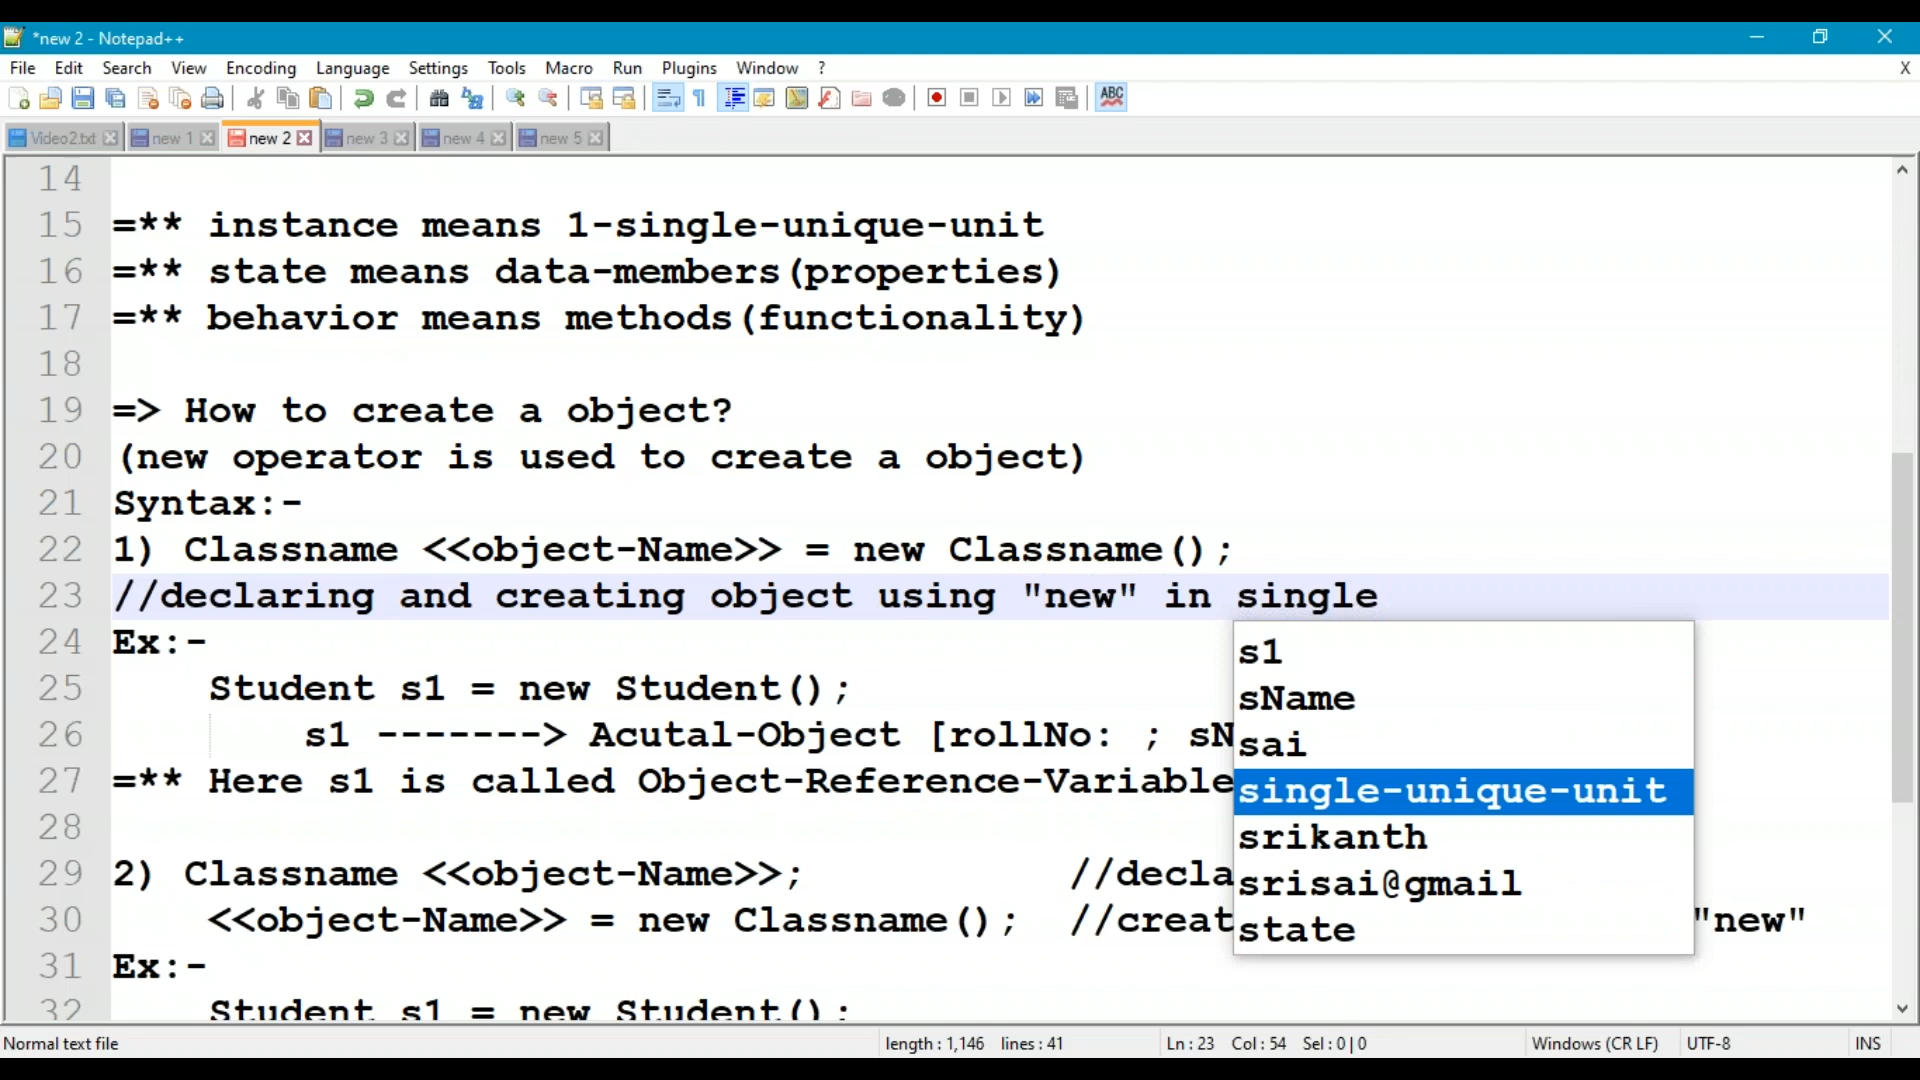 *new 2 - Notepad++
File Edit Search View Encoding Language Settings Tools Macro Run Plugins Window ? X
ABC
Video2.txt new 1 new 2 new 3 new 4 new 5
14
15 =** instance means 1-single-unique-unit
16 =** state means data-members(properties)
17 =** behavior means methods(functionality)
18
19 => How to create a object?
20 (new operator is used to create a object)
21 Syntax:-
22 1) Classname <<object-Name>> = new Classname();
23 //declaring and creating object using "new" in single
24 Ex:-
25 Student s1 = new Student();
26 s1 -------> Acutal-Object [rollNo: ; sN
27 =** Here s1 is called Object-Reference-Variable
28
29 2) Classname <<object-Name>>; //decla
30 <<object-Name>> = new Classname(); //creat "new"
31 Ex:-
32 Student s1 = new Student();
s1
sName
sai
single-unique-unit
srikanth
srisai@gmail
state
Normal text file length : 1,146 lines : 41 Ln : 23 Col : 54 Sel : 0 | 0 Windows (CR LF) UTF-8 INS